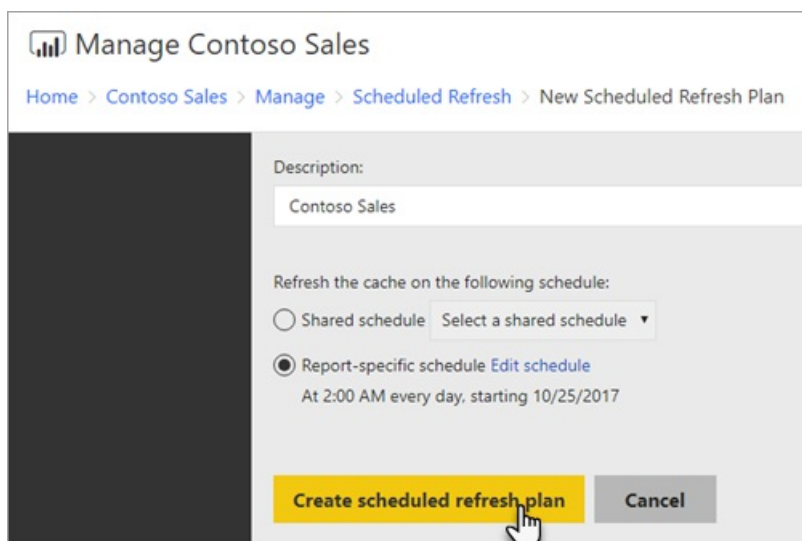 Manage Contoso Sales
Home > Contoso Sales > Manage > Scheduled Refresh > New Scheduled Refresh Plan
Description:
Contoso Sales
Refresh the cache on the following schedule:
Shared schedule Select a shared schedule
Report-specific schedule Edit schedule
At 2:00 AM every day, starting 10/25/2017
Create scheduled refresh plan Cancel